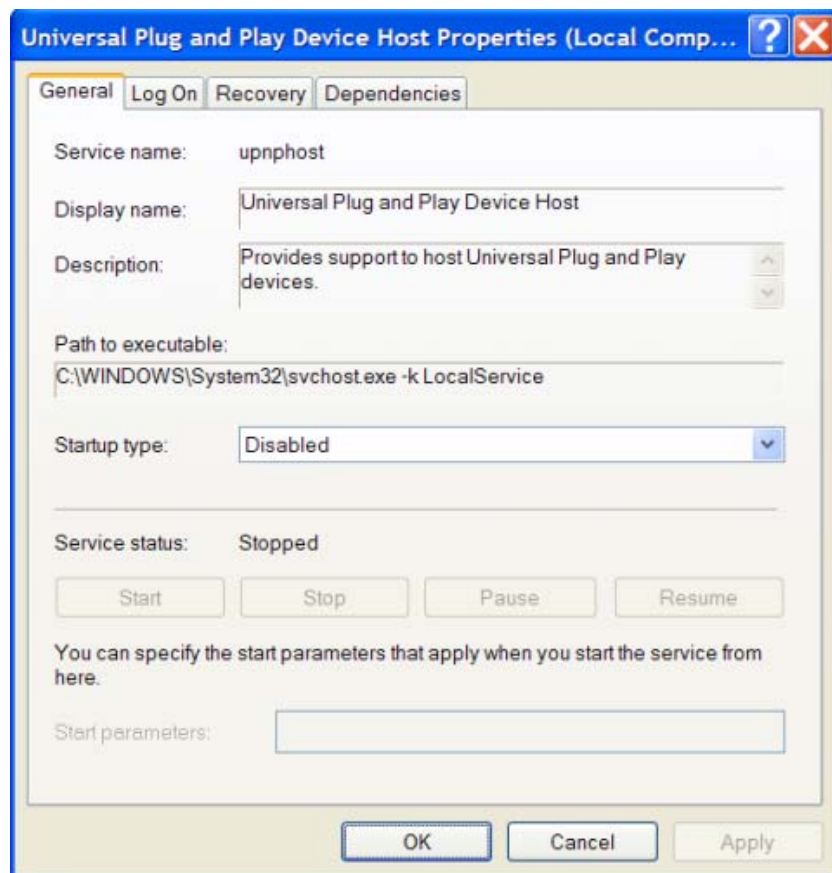 Universal Plug and Play Device Host Properties (Local Comp...
General Log On Recovery Dependencies
Service name: upnphost
Display name: Universal Plug and Play Device Host
Description: Provides support to host Universal Plug and Play
devices.
Path to executable:
C:\WINDOWS\System32\svchost.exe -k LocalService
Startup type: Disabled
Service status: Stopped
Start Stop Pause Resume
You can specify the start parameters that apply when you start the service from
here.
Start parameters:
OK Cancel Apply